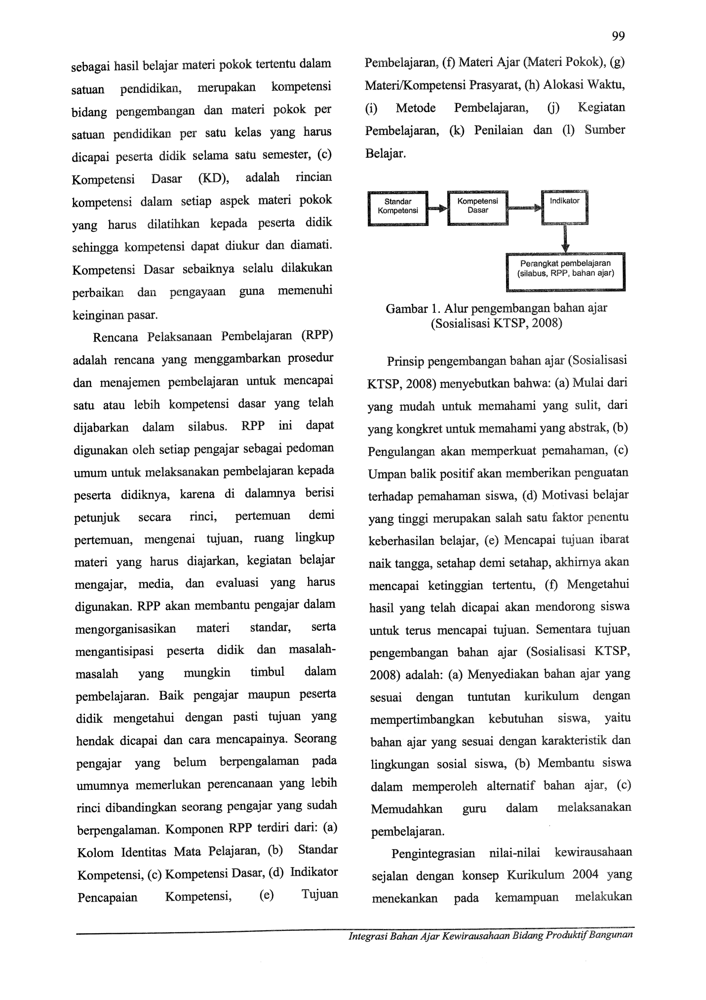 99
sebagai hasil belajar materi pokok tertentu dalam
satuan pendidikan, merupakan kompetensi
bidang pengembangan dan materi pokok per
satuan pendidikan per satu kelas yang harus
dicapai peserta didik selama satu semester, (c)
Kompetensi Dasar (KD), adalah rincian
kompetensi dalam setiap aspek materi pokok
yang harus dilatihkan kepada peserta didik
sehingga kompetensi dapat diukur dan diamati.
Kompetensi Dasar sebaiknya selalu dilakukan
perbaikan dan pengayaan guna memenuhi
keinginan pasar.
Rencana Pelaksanaan Pembelajaran (RPP)
adalah rencana yang menggambarkan prosedur
dan menajemen pembelajaran untuk mencapai
satu atau lebih kompetensi dasar yang telah
dijabarkan dalam silabus. RPP ini dapat
digunakan oleh setiap pengajar sebagai pedoman
umum untuk melaksanakan pembelajaran kepada
peserta didiknya, karena di dalamnya berisi
petunjuk secara rinci, pertemuan demi
pertemuan, mengenai tujuan, ruang lingkup
materi yang harus diajarkan, kegiatan belajar
mengajar, media, dan evaluasi yang harus
digunakan. RPP akan membantu pengajar dalam
mengorganisasikan materi standar, serta
mengantisipasi peserta didik dan masalah-
masalah yang mungkin timbul dalam
pembelajaran. Baik pengajar maupun peserta
didik mengetahui dengan pasti tujuan yang
hendak dicapai dan cara mencapainya. Seorang
pengajar yang belum berpengalaman pada
umumnya memerlukan perencanaan yang lebih
rinci dibandingkan seorang pengajar yang sudah
berpengalaman. Komponen RPP terdiri dari: (a)
Kolom Identitas Mata Pelajaran, (b) Standar
Kompetensi, (c) Kompetensi Dasar, (d) Indikator
Pencapaian Kompetensi, (e) Tujuan
Pembelajaran, (f) Materi Ajar (Materi Pokok), (g)
Materi/Kompetensi Prasyarat, (h) Alokasi Waktu,
(i) Metode Pembelajaran, (j) Kegiatan
Pembelajaran, (k) Penilaian dan (l) Sumber
Belajar.
Standar
Kompetensi
Kompetensi
Dasar
Indikator
Perangkat pembelajaran
(silabus, RPP, bahan ajar)
Gambar 1. Alur pengembangan bahan ajar
(Sosialisasi KTSP, 2008)
Prinsip pengembangan bahan ajar (Sosialisasi
KTSP, 2008) menyebutkan bahwa: (a) Mulai dari
yang mudah untuk memahami yang sulit, dari
yang kongkret untuk memahami yang abstrak, (b)
Pengulangan akan memperkuat pemahaman, (c)
Umpan balik positif akan memberikan penguatan
terhadap pemahaman siswa, (d) Motivasi belajar
yang tinggi merupakan salah satu faktor penentu
keberhasilan belajar, (e) Mencapai tujuan ibarat
naik tangga, setahap demi setahap, akhirnya akan
mencapai ketinggian tertentu, (f) Mengetahui
hasil yang telah dicapai akan mendorong siswa
untuk terus mencapai tujuan. Sementara tujuan
pengembangan bahan ajar (Sosialisasi KTSP,
2008) adalah: (a) Menyediakan bahan ajar yang
sesuai dengan tuntutan kurikulum dengan
mempertimbangkan kebutuhan siswa, yaitu
bahan ajar yang sesuai dengan karakteristik dan
lingkungan sosial siswa, (b) Membantu siswa
dalam memperoleh alternatif bahan ajar, (c)
Memudahkan guru dalam melaksanakan
pembelajaran.
Pengintegrasian nilai-nilai kewirausahaan
sejalan dengan konsep Kurikulum 2004 yang
menekankan pada kemampuan melakukan
Integrasi Bahan Ajar Kewirausahaan Bidang Produktif Bangunan